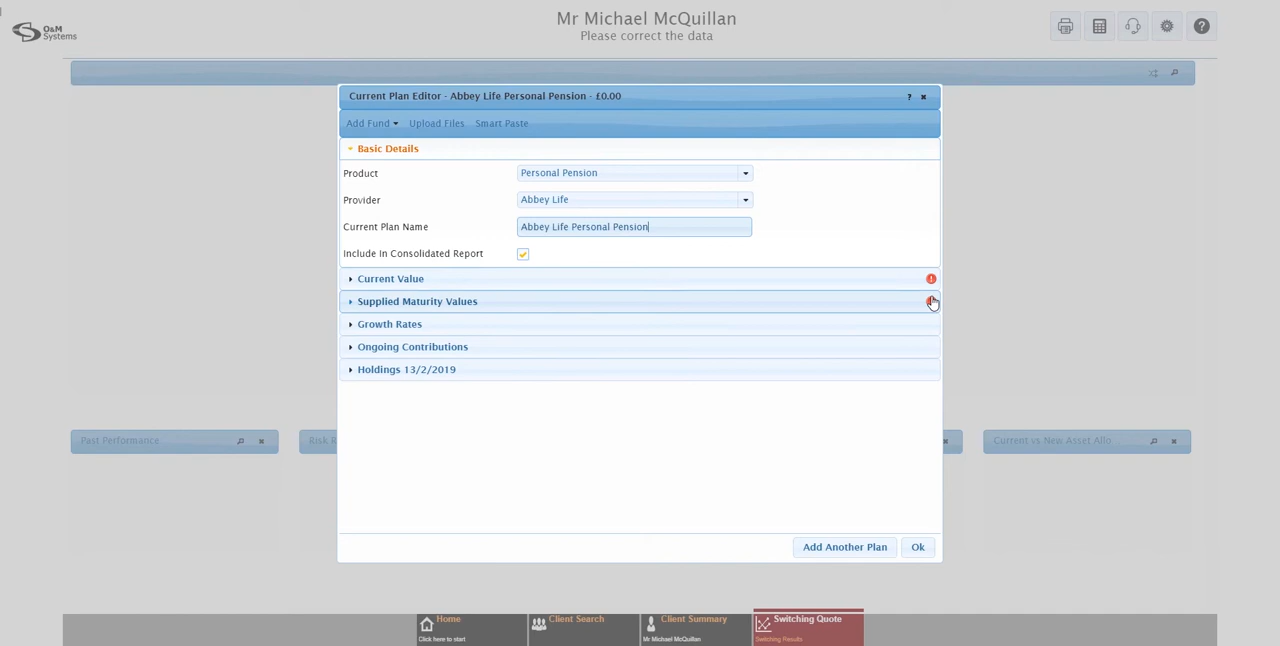 O&M
Systems
Mr Michael McQuillan
Please correct the data
Current Plan Editor - Abbey Life Personal Pension - £0.00
?
Add Fund Upload Files Smart Paste
Basic Details
Product Personal Pension
Provider Abbey Life
Current Plan Name Abbey Life Personal Pension
Include In Consolidated Report
Current Value
Supplied Maturity Values
Growth Rates
Ongoing Contributions
Holdings 13/2/2019
Past Performance
Risk R
Current vs New Asset Allo
Add Another Plan Ok
Home
Click here to start
Client Search
Client Summary
Mr Michael McQuillan
Switching Quote
Switching Results